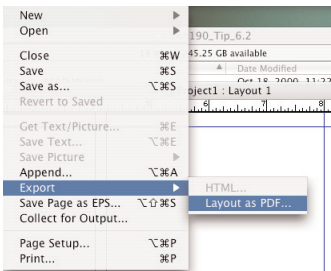 New
Open
Close ⌘W
Save ⌘S
Save as... ⌥⌘S
Revert to Saved
Get Text/Picture... ⌘E
Save Text... ⌥⌘E
Save Picture
Append... ⌥⌘A
Export
Save Page as EPS... ⌥⇧⌘S
Collect for Output...
Page Setup... ⌥⌘P
Print... ⌘P
HTML...
Layout as PDF...
190_Tip_6.2
45.25 GB available
Date Modified
Oct 18, 2000, 11:22
oject1 : Layout 1
6 7 8